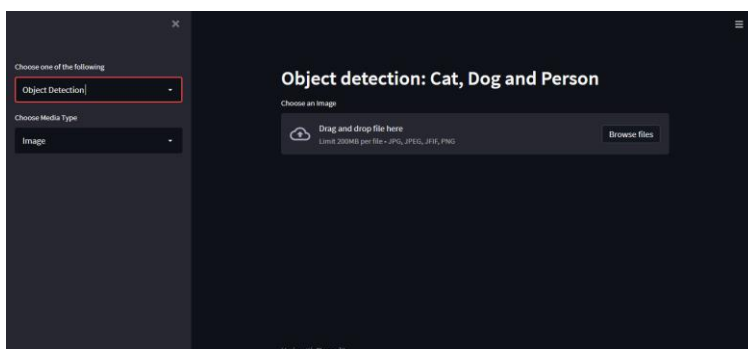 Choose one of the following
Object Detection
Choose Media Type
Image
Object detection: Cat, Dog and Person
Choose an Image
Drag and drop file here
Limit 200MB per file • JPG, JPEG, JFIF, PNG
Browse files